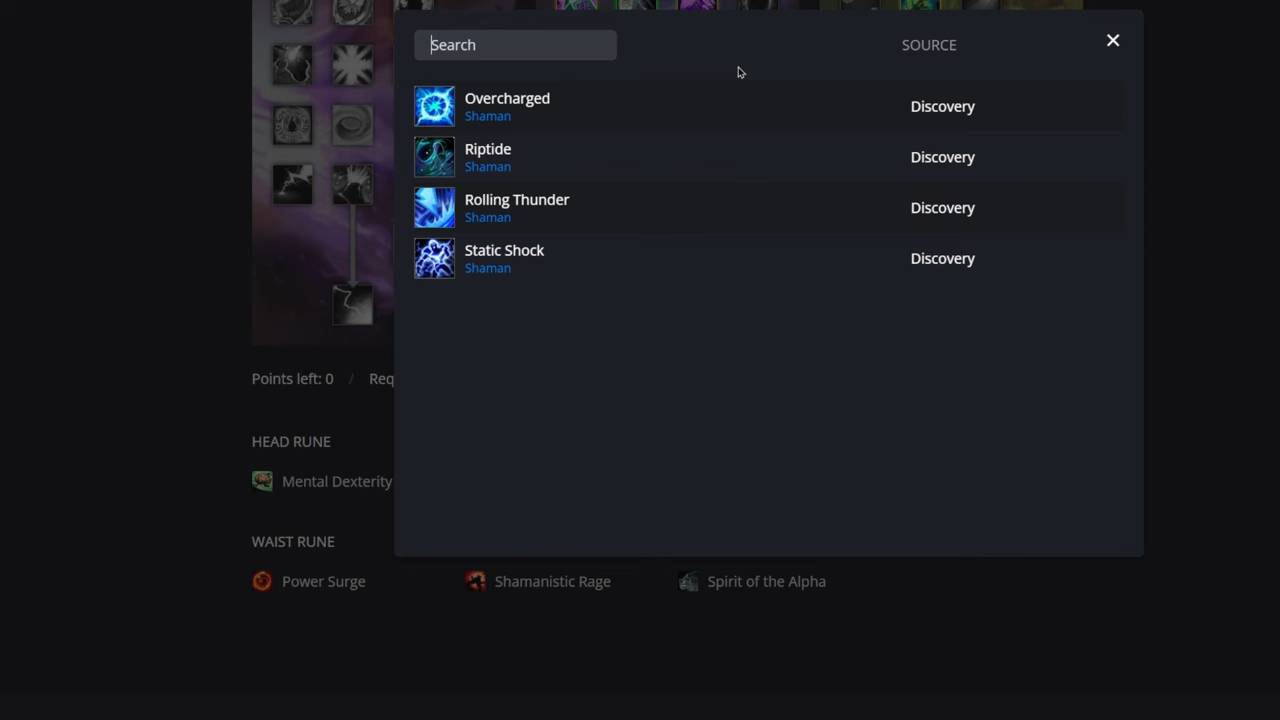 Search
SOURCE
Overcharged
Shaman
Discovery
Riptide
Shaman
Discovery
Rolling Thunder
Shaman
Discovery
Static Shock
Shaman
Discovery
Points left: 0 / Req
HEAD RUNE
Mental Dexterity
WAIST RUNE
Power Surge
Shamanistic Rage
Spirit of the Alpha